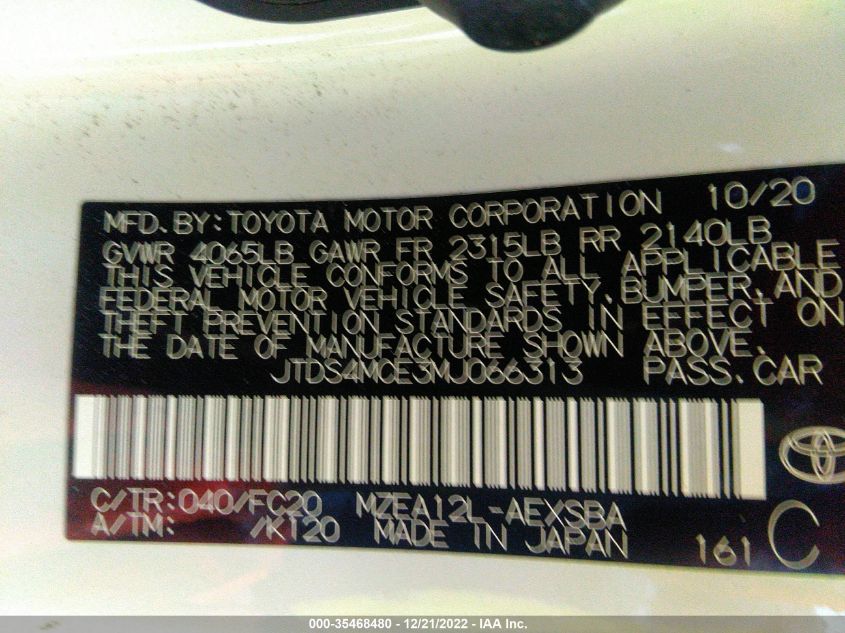 MFD.BY:TOYOTA MOTOR CORPORATION 10/20
GVWR 4065LB GAWR FR 2315LB RR 2140LB
THIS VEHICLE CONFORMS TO ALL APPLICABLE
FEDERAL MOTOR VEHICLE SAFETY,BUMPER,AND
THEFT PREVENTION STANDARDS IN EFFECT ON
THE DATE OF MANUFACTURE SHOWN ABOVE.
JTDS4MCE3MJ066313 PASS.CAR
C/TR:040/FC20 MZEA12L-AEXSBA
A/TM: /K120 MADE IN JAPAN 161 C
000-35468480 - 12/21/2022 - IAA Inc.